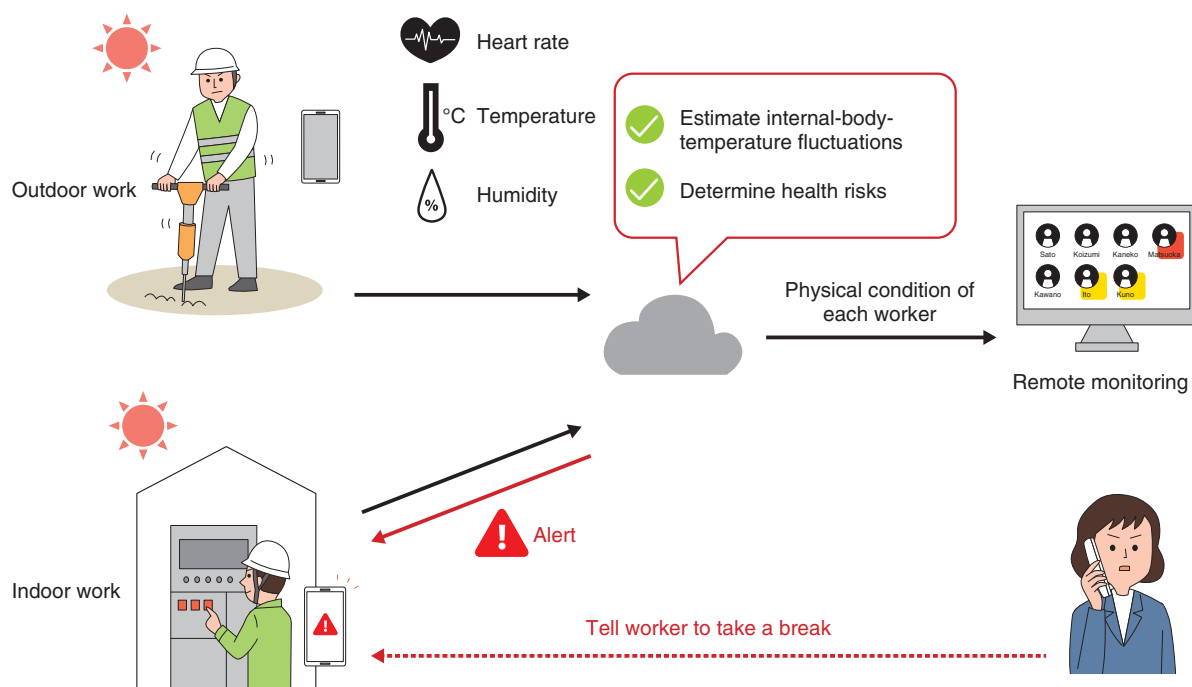 Heart rate
°C Temperature
% Humidity
Outdoor work
Estimate internal-body-
temperature fluctuations
Determine health risks
Physical condition of
each worker
Sato Koizumi Kaneko Matsuoka
Kawano Ito Kuno
Remote monitoring
Alert
Indoor work
Tell worker to take a break